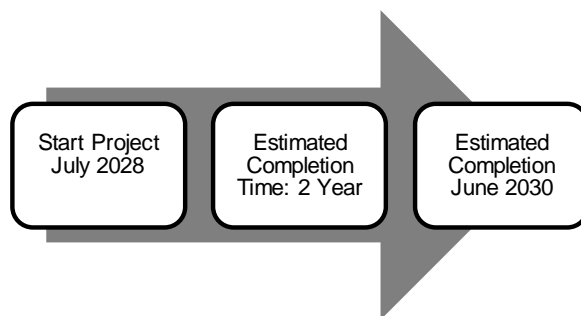 Start Project
July 2028
Estimated
Completion
Time: 2 Year
Estimated
Completion
June 2030